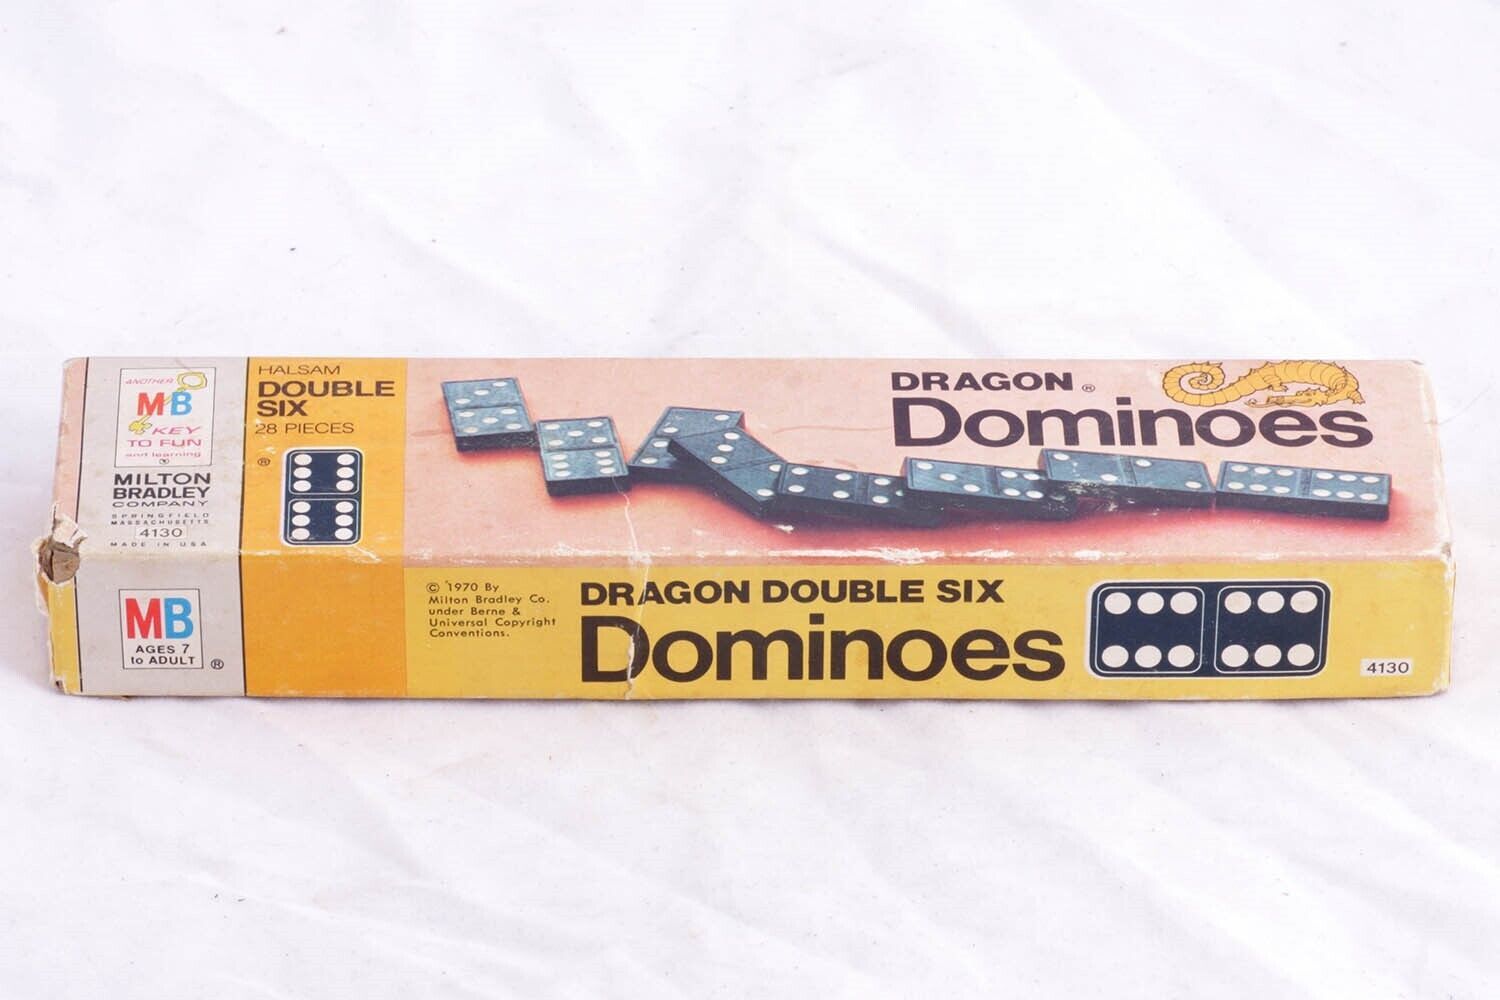 ANOTHER
MB
KEY
TO FUN
and learning
MILTON
BRADLEY
COMPANY
SPRINGFIELD
MASSACHUSETTS
4130
MADE IN USA
HALSAM
DOUBLE
SIX
28 PIECES
®
DRAGON ®
Dominoes
MB
AGES 7
to ADULT ®
© 1970 By
Milton Bradley Co.
under Berne &
Universal Copyright
Conventions.
DRAGON DOUBLE SIX
Dominoes
4130